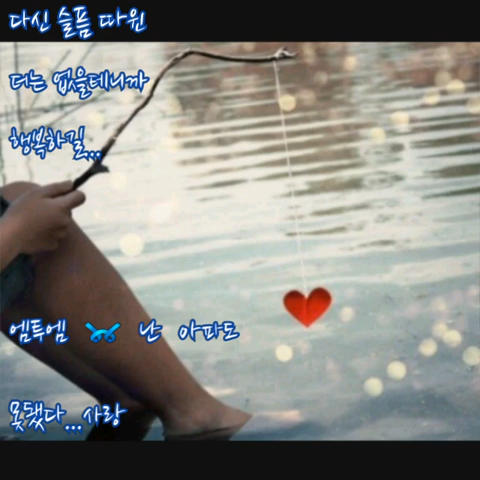 다신 슬픔 따윈
더는 없을테니까
행복하길...
엠투엠 난 아파도
못됐다...사랑